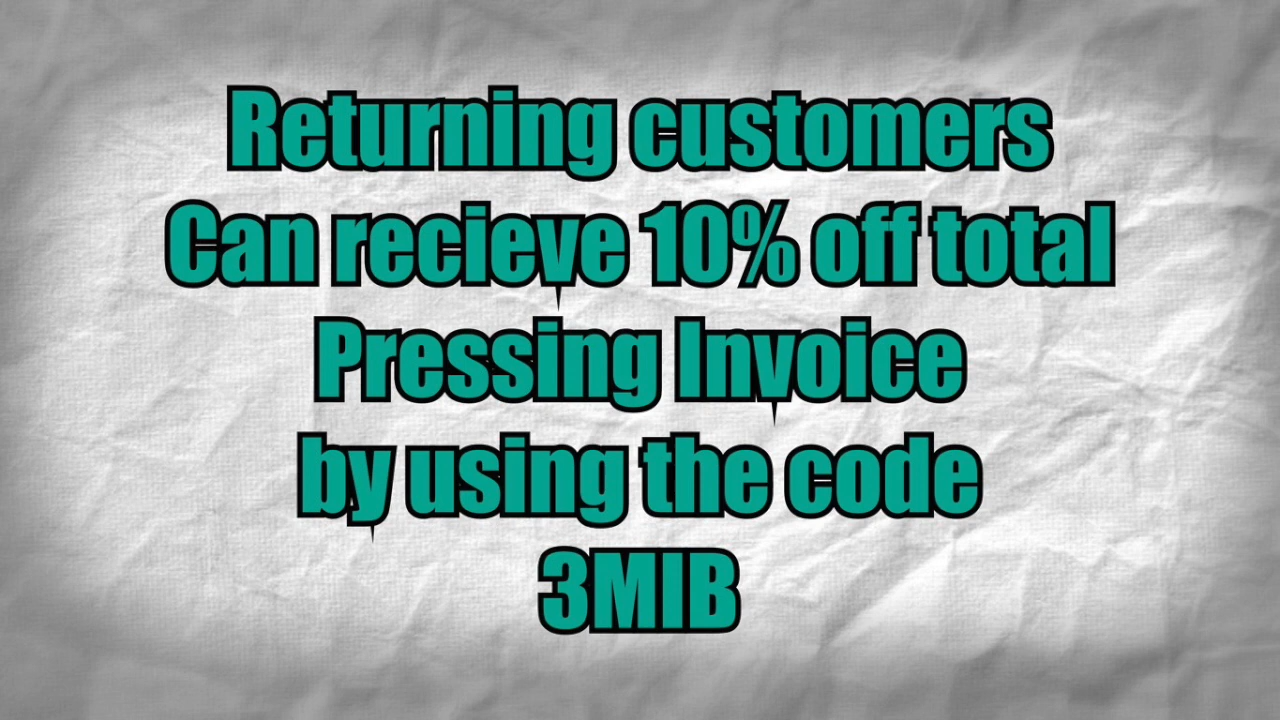 Returning customers
Can recieve 10% off total
Pressing Invoice
by using the code
3MIB